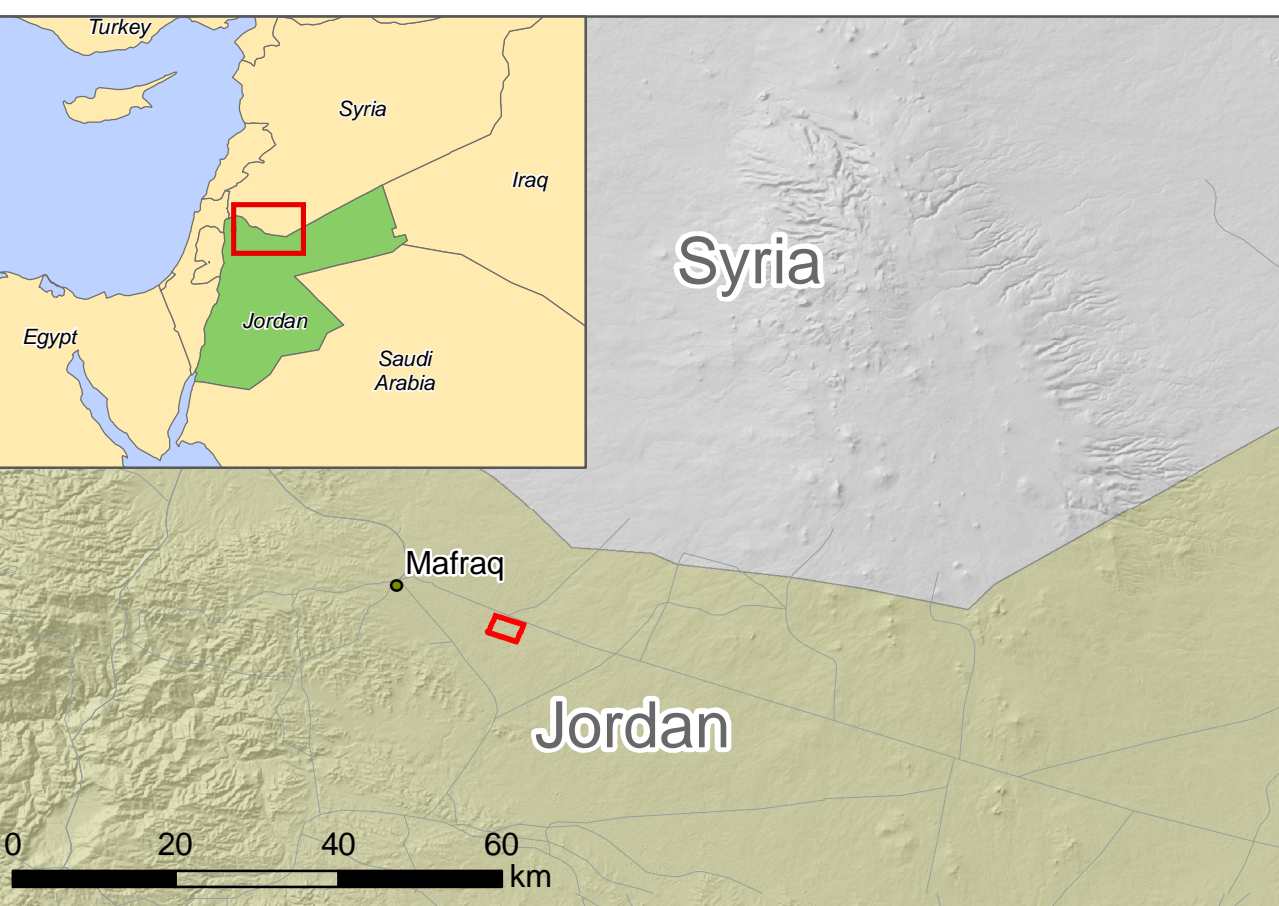 Turkey
Syria
Iraq
Jordan
Egypt
Saudi
Arabia
Syria
Mafraq
Jordan
0 20 40 60
km